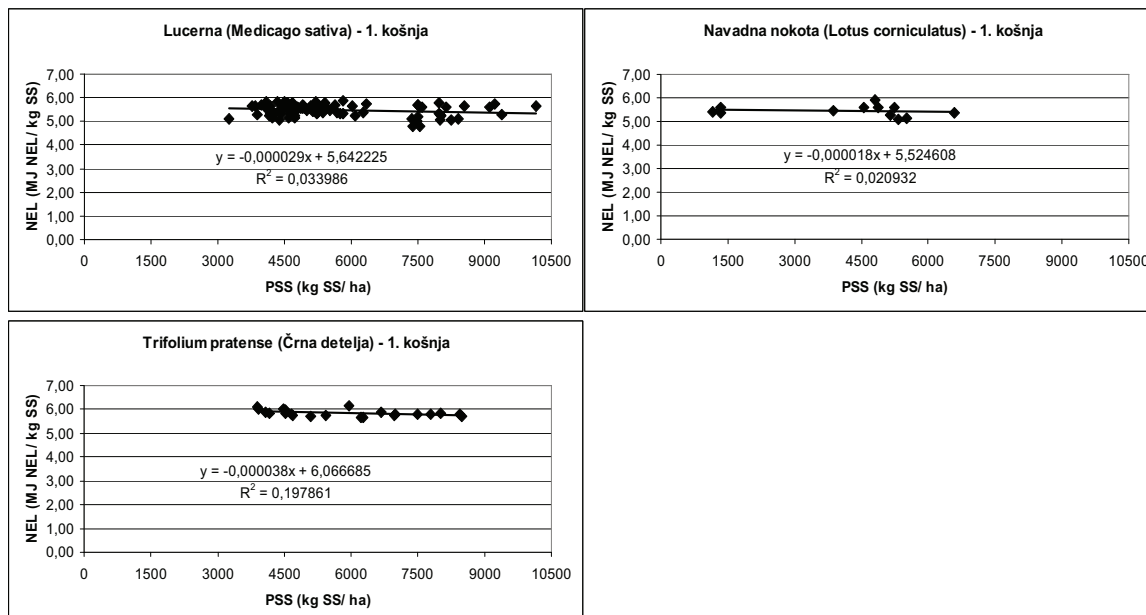 Lucerna (Medicago sativa) - 1. košnja
NEL (MJ NEL/ kg SS)
7,00
6,00
5,00
4,00
3,00
2,00
1,00
0,00
y = -0,000029x + 5,642225
R² = 0,033986
0 1500 3000 4500 6000 7500 9000 10500
PSS (kg SS/ ha)
Navadna nokota (Lotus corniculatus) - 1. košnja
NEL (MJ NEL/ kg SS)
7,00
6,00
5,00
4,00
3,00
2,00
1,00
0,00
y = -0,000018x + 5,524608
R² = 0,020932
0 1500 3000 4500 6000 7500 9000 10500
PSS (kg SS/ ha)
Trifolium pratense (Črna detelja) - 1. košnja
NEL (MJ NEL/ kg SS)
7,00
6,00
5,00
4,00
3,00
2,00
1,00
0,00
y = -0,000038x + 6,066685
R² = 0,197861
0 1500 3000 4500 6000 7500 9000 10500
PSS (kg SS/ ha)